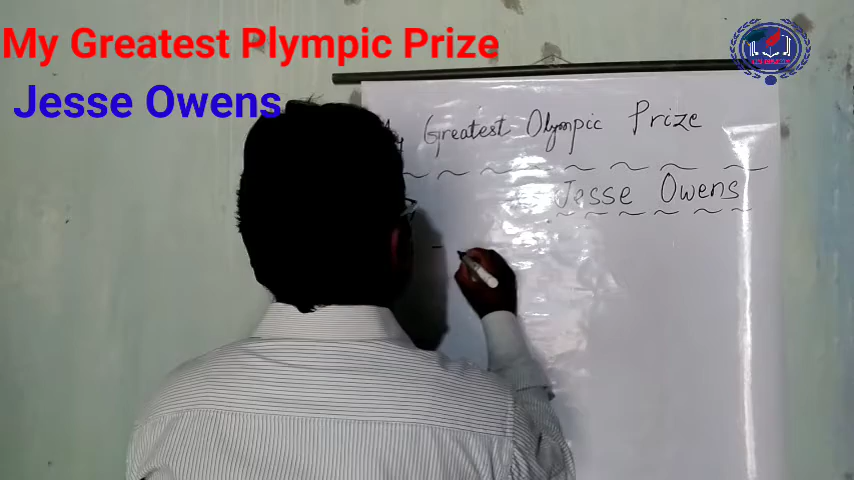 My Greatest Plympic Prize
Jesse Owens
Greatest Olympic Prize
Jesse Owens